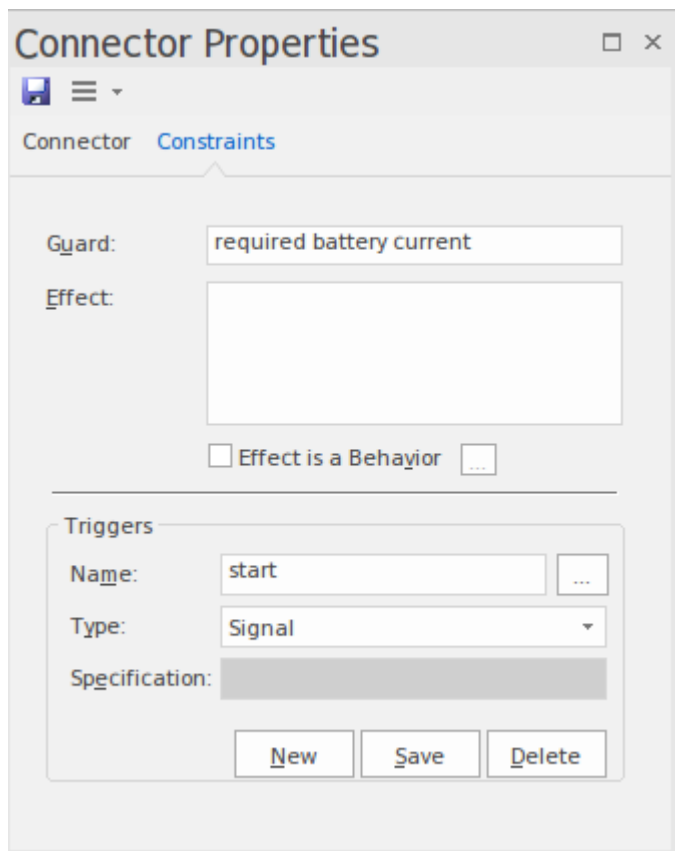 Connector Properties
Connector Constraints
Guard: required battery current
Effect:
Effect is a Behavior ...
Triggers
Name: start ...
Type: Signal
Specification:
New Save Delete